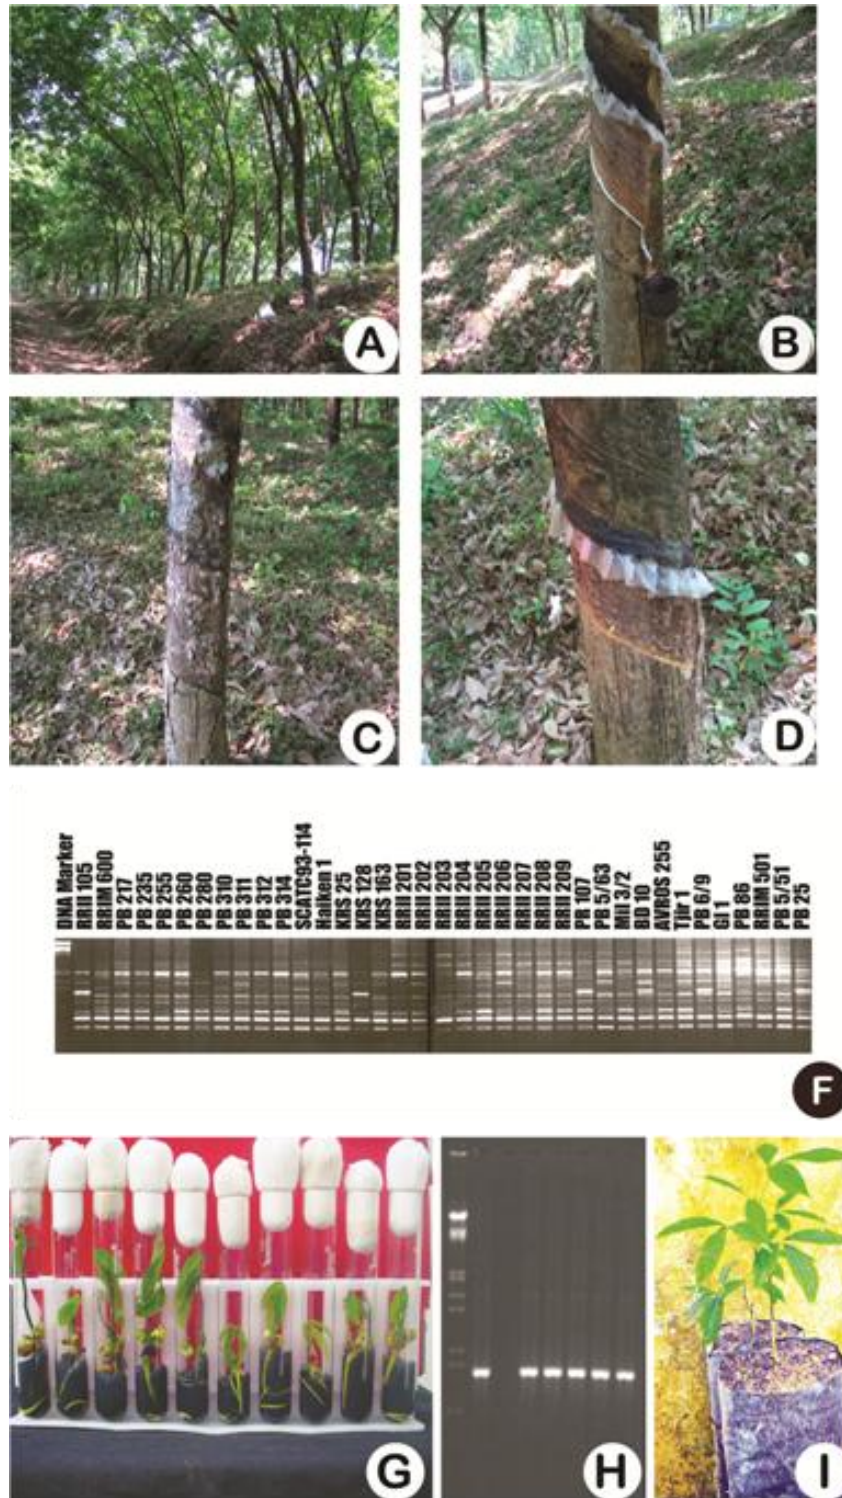 A
B
C
D
DNA Marker
RRII 105
RRIM 600
PB 217
PB 235
PB 255
PB 260
PB 280
PB 310
PB 311
PB 312
PB 314
SCATC93-114
Haiken 1
KRS 25
KRS 128
KRS 163
RRII 201
RRII 202
RRII 203
RRII 204
RRII 205
RRII 206
RRII 207
RRII 208
RRII 209
PR 107
PB 5/63
Mil 3/2
BD 10
AVROS 255
Tjir 1
PB 6/9
Gl 1
PB 86
RRIM 501
PB 5/51
PB 25
F
G
H
I